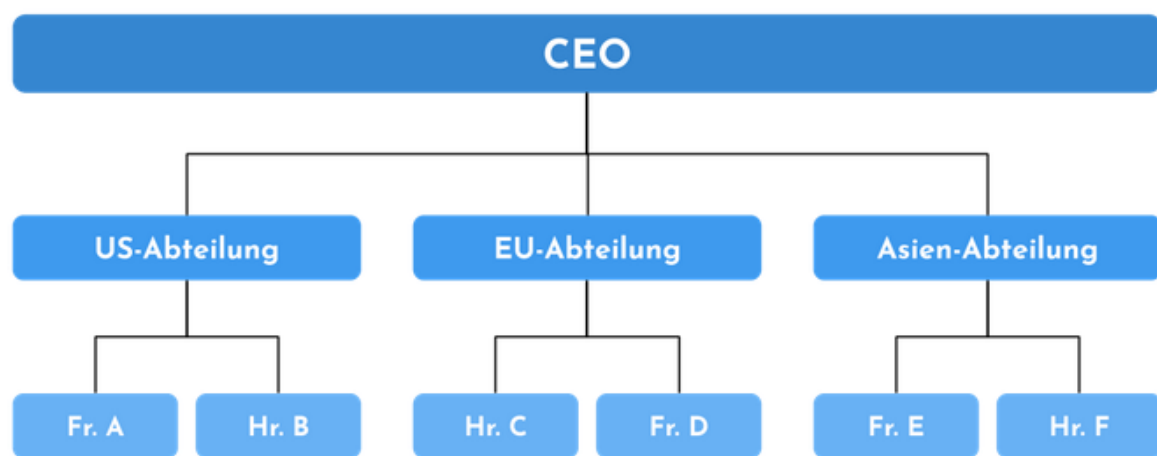 CEO
US-Abteilung
EU-Abteilung
Asien-Abteilung
Fr. A
Hr. B
Hr. C
Fr. D
Fr. E
Hr. F